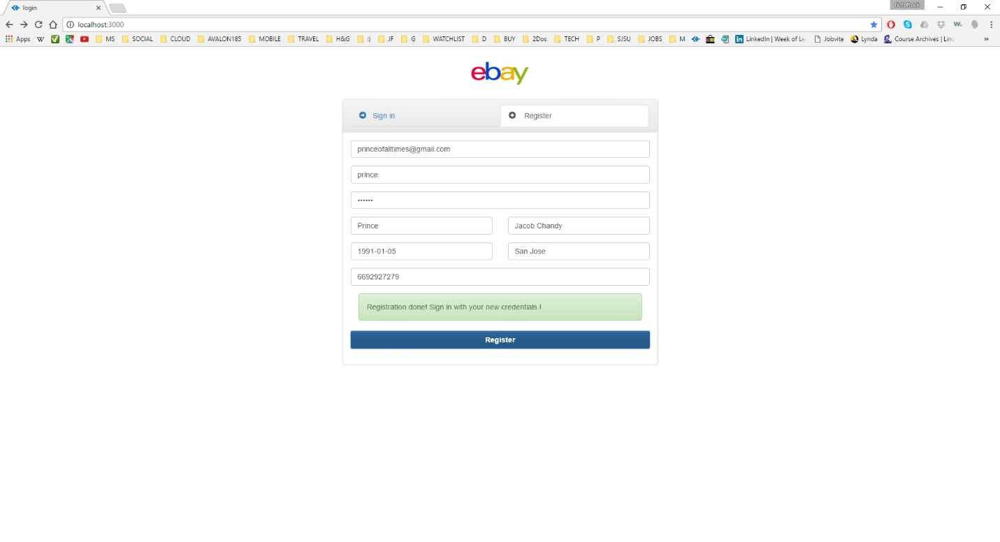 login
riotofrock
localhost:3000
Apps W MS SOCIAL CLOUD AVALON185 MOBILE TRAVEL H&G :) JF G WATCHLIST D BUY 2Dos TECH P SJSU JOBS M LinkedIn | Week of Le Jobvite Lynda Course Archives | Linu »
ebay
Sign in Register
princeofalltimes@gmail.com
prince
••••••
Prince Jacob Chandy
1991-01-05 San Jose
6692927279
Registration done! Sign in with your new credentials !
Register